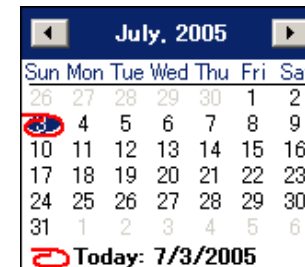 July, 2005
Sun Mon Tue Wed Thu Fri Sa
26 27 28 29 30 1 2
3 4 5 6 7 8 9
10 11 12 13 14 15 16
17 18 19 20 21 22 23
24 25 26 27 28 29 30
31 1 2 3 4 5 6
Today: 7/3/2005